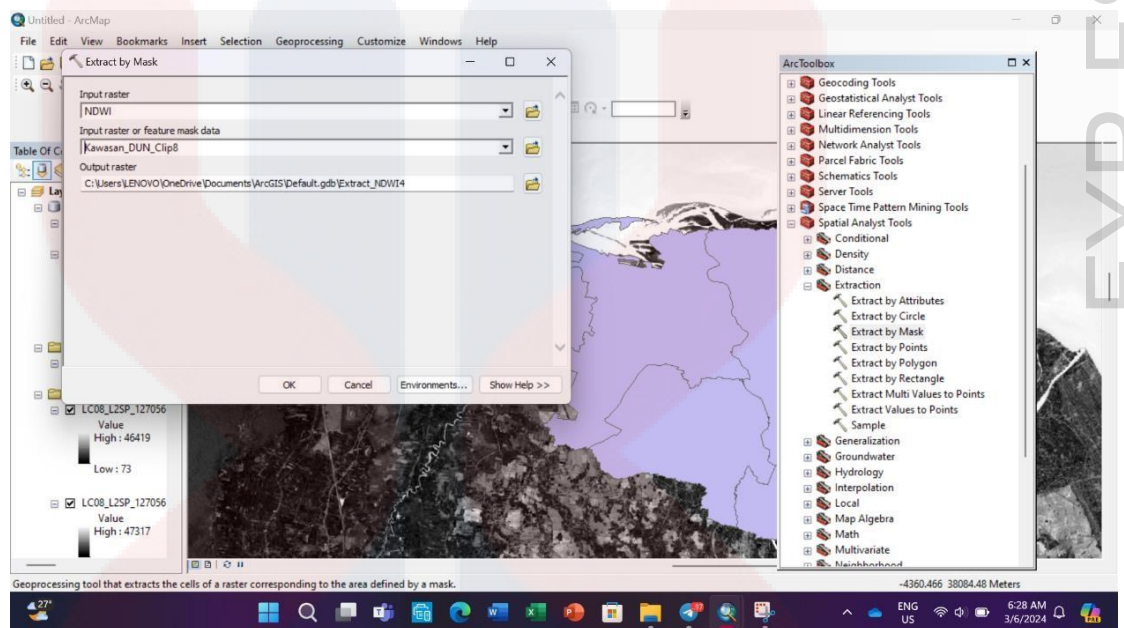 Untitled - ArcMap
File Edit View Bookmarks Insert Selection Geoprocessing Customize Windows Help
Extract by Mask
Input raster
NDWI
Input raster or feature mask data
Kawasan_DUN_Clip8
Output raster
C:\Users\LENOVO\OneDrive\Documents\ArcGIS\Default.gdb\Extract_NDWI4
OK Cancel Environments... Show Help >>
Table Of C
Lay
LC08_L2SP_127056
Value
High : 46419
Low : 73
LC08_L2SP_127056
Value
High : 47317
ArcToolbox
Geocoding Tools
Geostatistical Analyst Tools
Linear Referencing Tools
Multidimension Tools
Network Analyst Tools
Parcel Fabric Tools
Schematics Tools
Server Tools
Space Time Pattern Mining Tools
Spatial Analyst Tools
Conditional
Density
Distance
Extraction
Extract by Attributes
Extract by Circle
Extract by Mask
Extract by Points
Extract by Polygon
Extract by Rectangle
Extract Multi Values to Points
Extract Values to Points
Sample
Generalization
Groundwater
Hydrology
Interpolation
Local
Map Algebra
Math
Multivariate
Neighborhood
Geoprocessing tool that extracts the cells of a raster corresponding to the area defined by a mask.
-4360.466 38084.48 Meters
27°
ENG
US
6:28 AM
3/6/2024